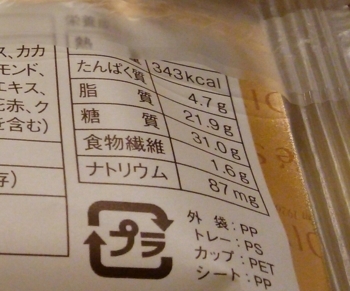 ス、カカ
モンド、
エキス、
花赤、ク
を含む)
存)
熱
343kcal
たんぱく質 4.7g
脂 質 21.9g
糖 質 31.0g
食物繊維 1.6g
ナトリウム 87mg
プラ
外 袋:PP
トレー:PS
カップ:PET
シート:PP